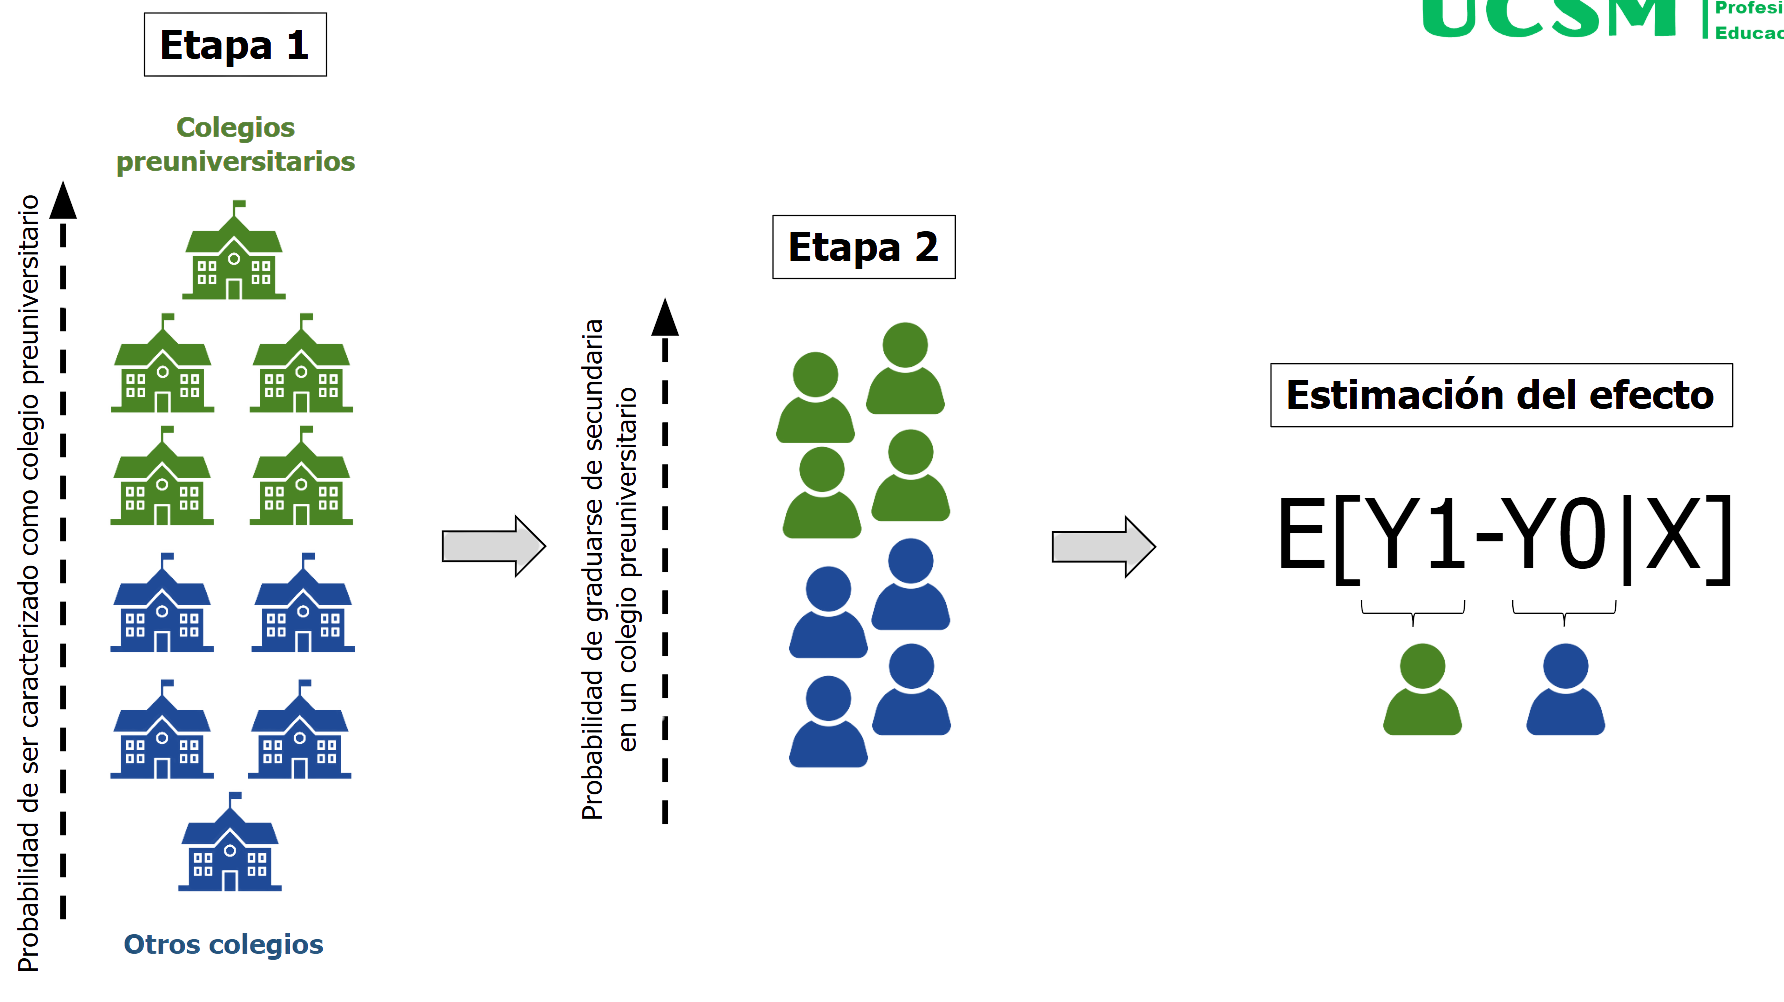 UCSM
Etapa 1
Colegios
preuniversitarios
Probabilidad de ser caracterizado como colegio preuniversitario
Otros colegios
Etapa 2
Probabilidad de graduarse de secundaria
en un colegio preuniversitario
Estimación del efecto
E[Y1-Y0|X]